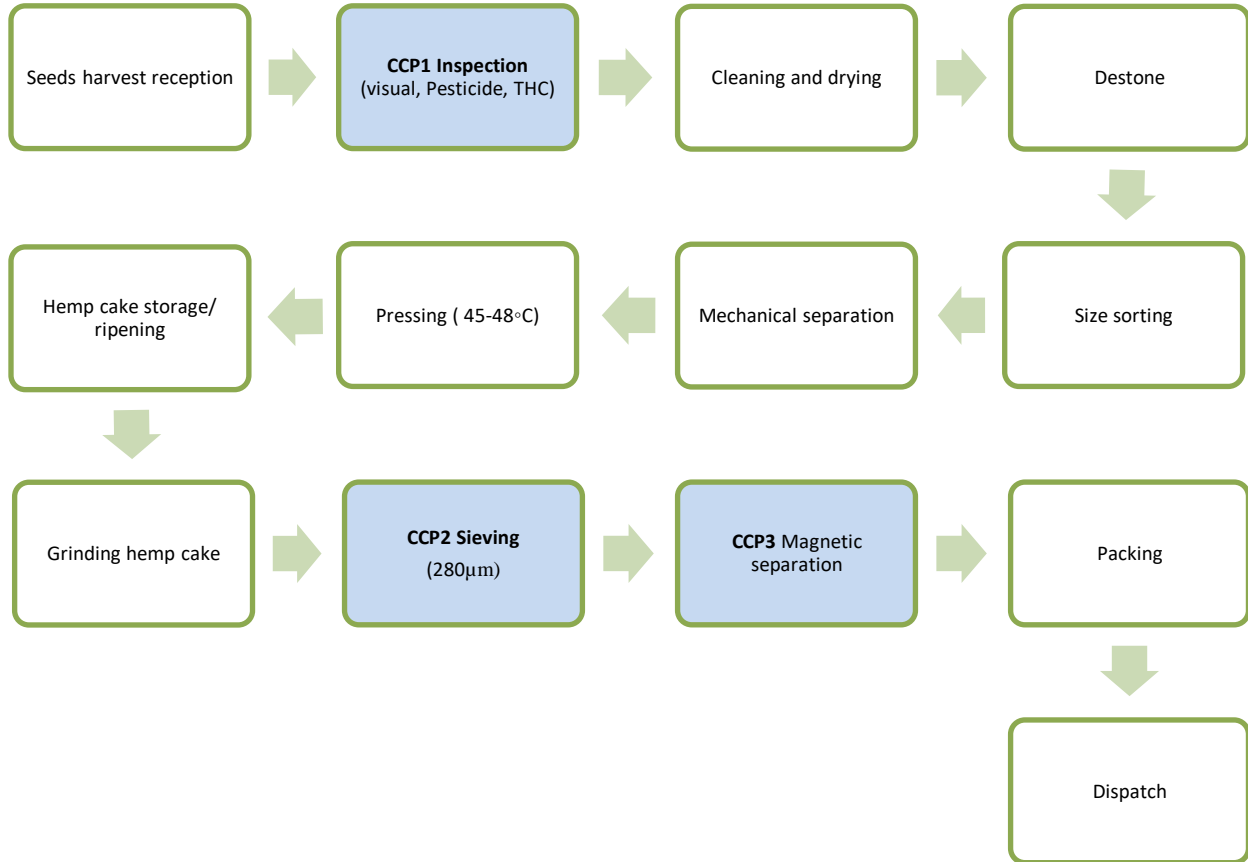 Seeds harvest reception
CCP1 Inspection
(visual, Pesticide, THC)
Cleaning and drying
Destone
Size sorting
Mechanical separation
Pressing ( 45-48◦C)
Hemp cake storage/
ripening
Grinding hemp cake
CCP2 Sieving
(280μm)
CCP3 Magnetic
separation
Packing
Dispatch